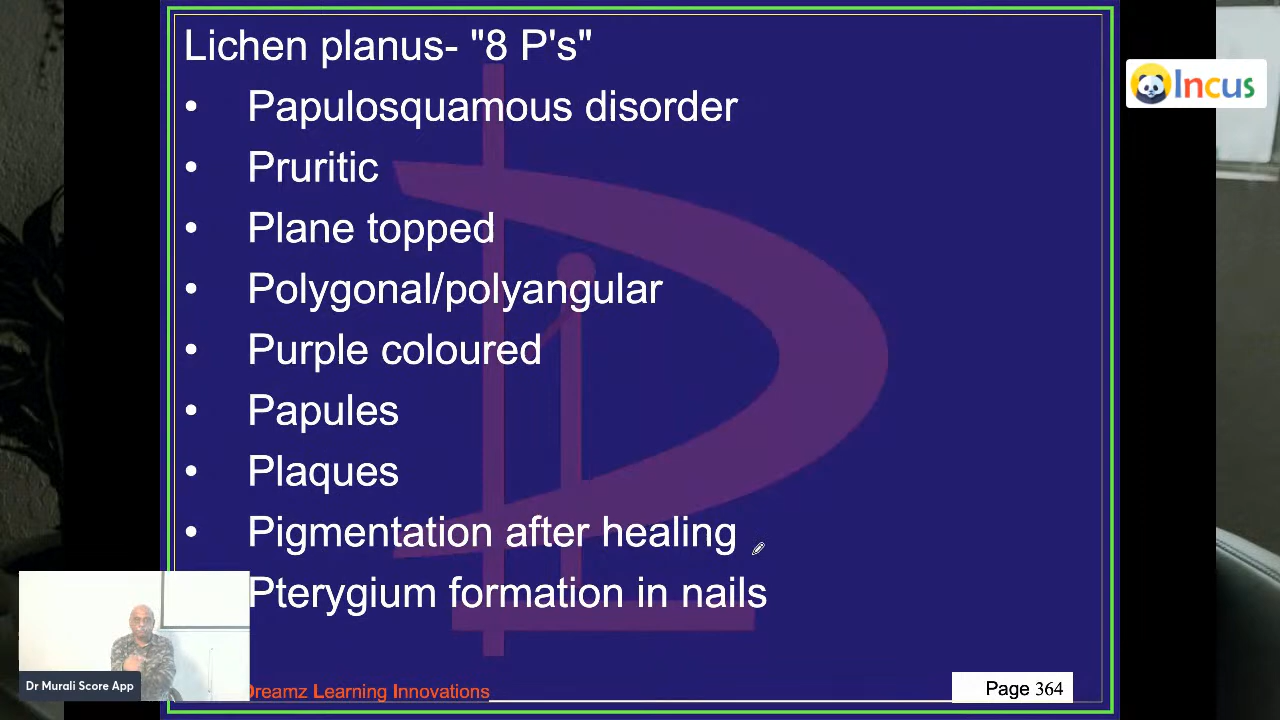 Lichen planus- "8 P's"
• Papulosquamous disorder
• Pruritic
• Plane topped
• Polygonal/polyangular
• Purple coloured
• Papules
• Plaques
• Pigmentation after healing
Pterygium formation in nails
Incus
Dr Murali Score App
Dreamz Learning Innovations
Page 364